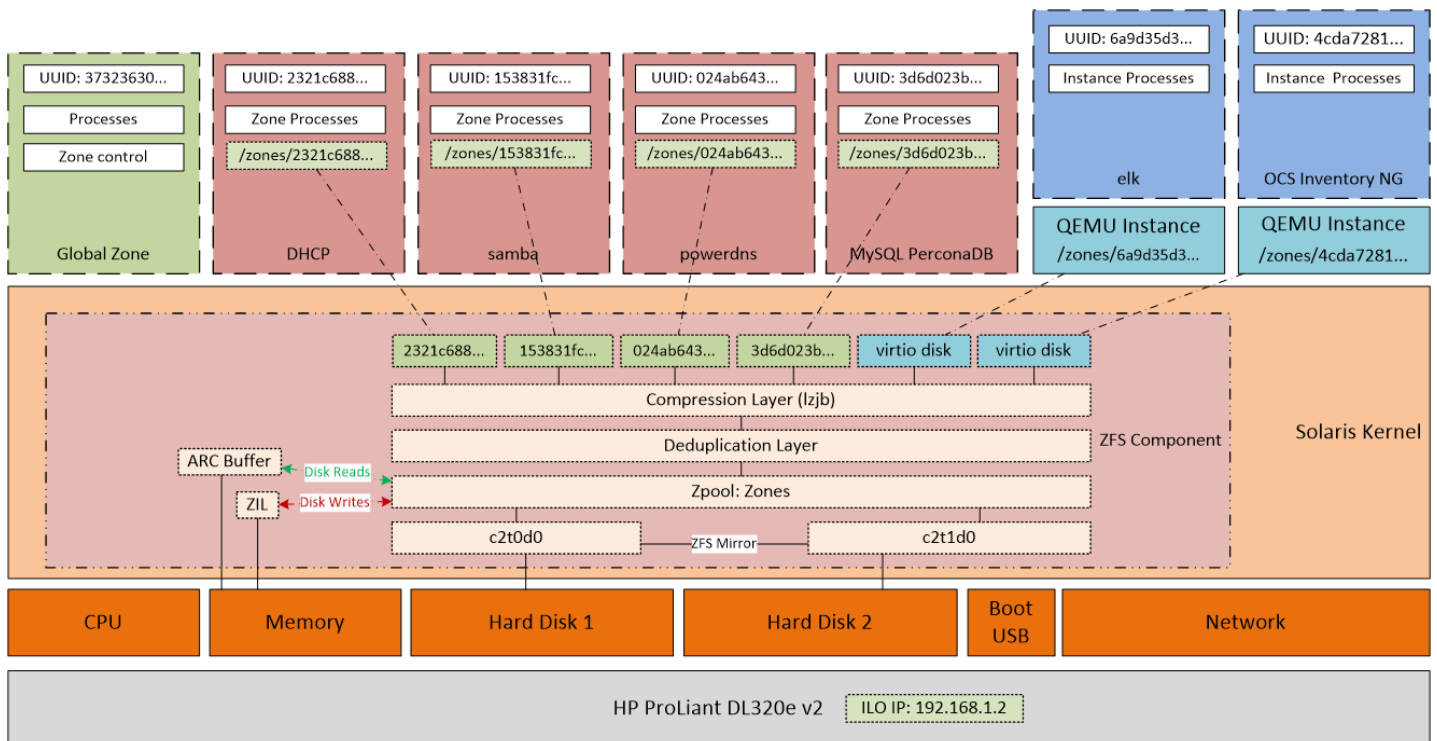 UUID: 37323630...
Processes
Zone control
Global Zone
UUID: 2321c688...
Zone Processes
/zones/2321c688...
DHCP
UUID: 153831fc...
Zone Processes
/zones/153831fc...
samba
UUID: 024ab643...
Zone Processes
/zones/024ab643...
powerdns
UUID: 3d6d023b...
Zone Processes
/zones/3d6d023b...
MySQL PerconaDB
UUID: 6a9d35d3...
Instance Processes
elk
QEMU Instance
/zones/6a9d35d3...
UUID: 4cda7281...
Instance Processes
OCS Inventory NG
QEMU Instance
/zones/4cda7281...
2321c688...
153831fc...
024ab643...
3d6d023b...
virtio disk
virtio disk
Compression Layer (lzjb)
Deduplication Layer
ZFS Component
Solaris Kernel
ARC Buffer
Disk Reads
Zpool: Zones
ZIL
Disk Writes
c2t0d0
ZFS Mirror
c2t1d0
CPU
Memory
Hard Disk 1
Hard Disk 2
Boot
USB
Network
HP ProLiant DL320e v2
ILO IP: 192.168.1.2